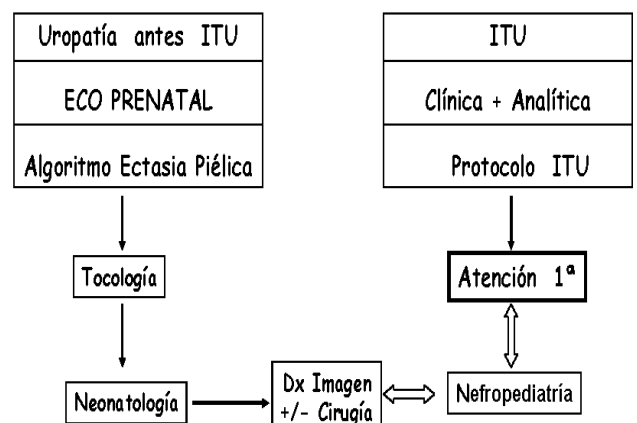 Uropatía antes ITU
ECO PRENATAL
Algoritmo Ectasia Piélica
Tocología
Neonatología
ITU
Clínica + Analítica
Protocolo ITU
Atención 1ª
Dx Imagen
+/- Cirugía
Nefropediatría